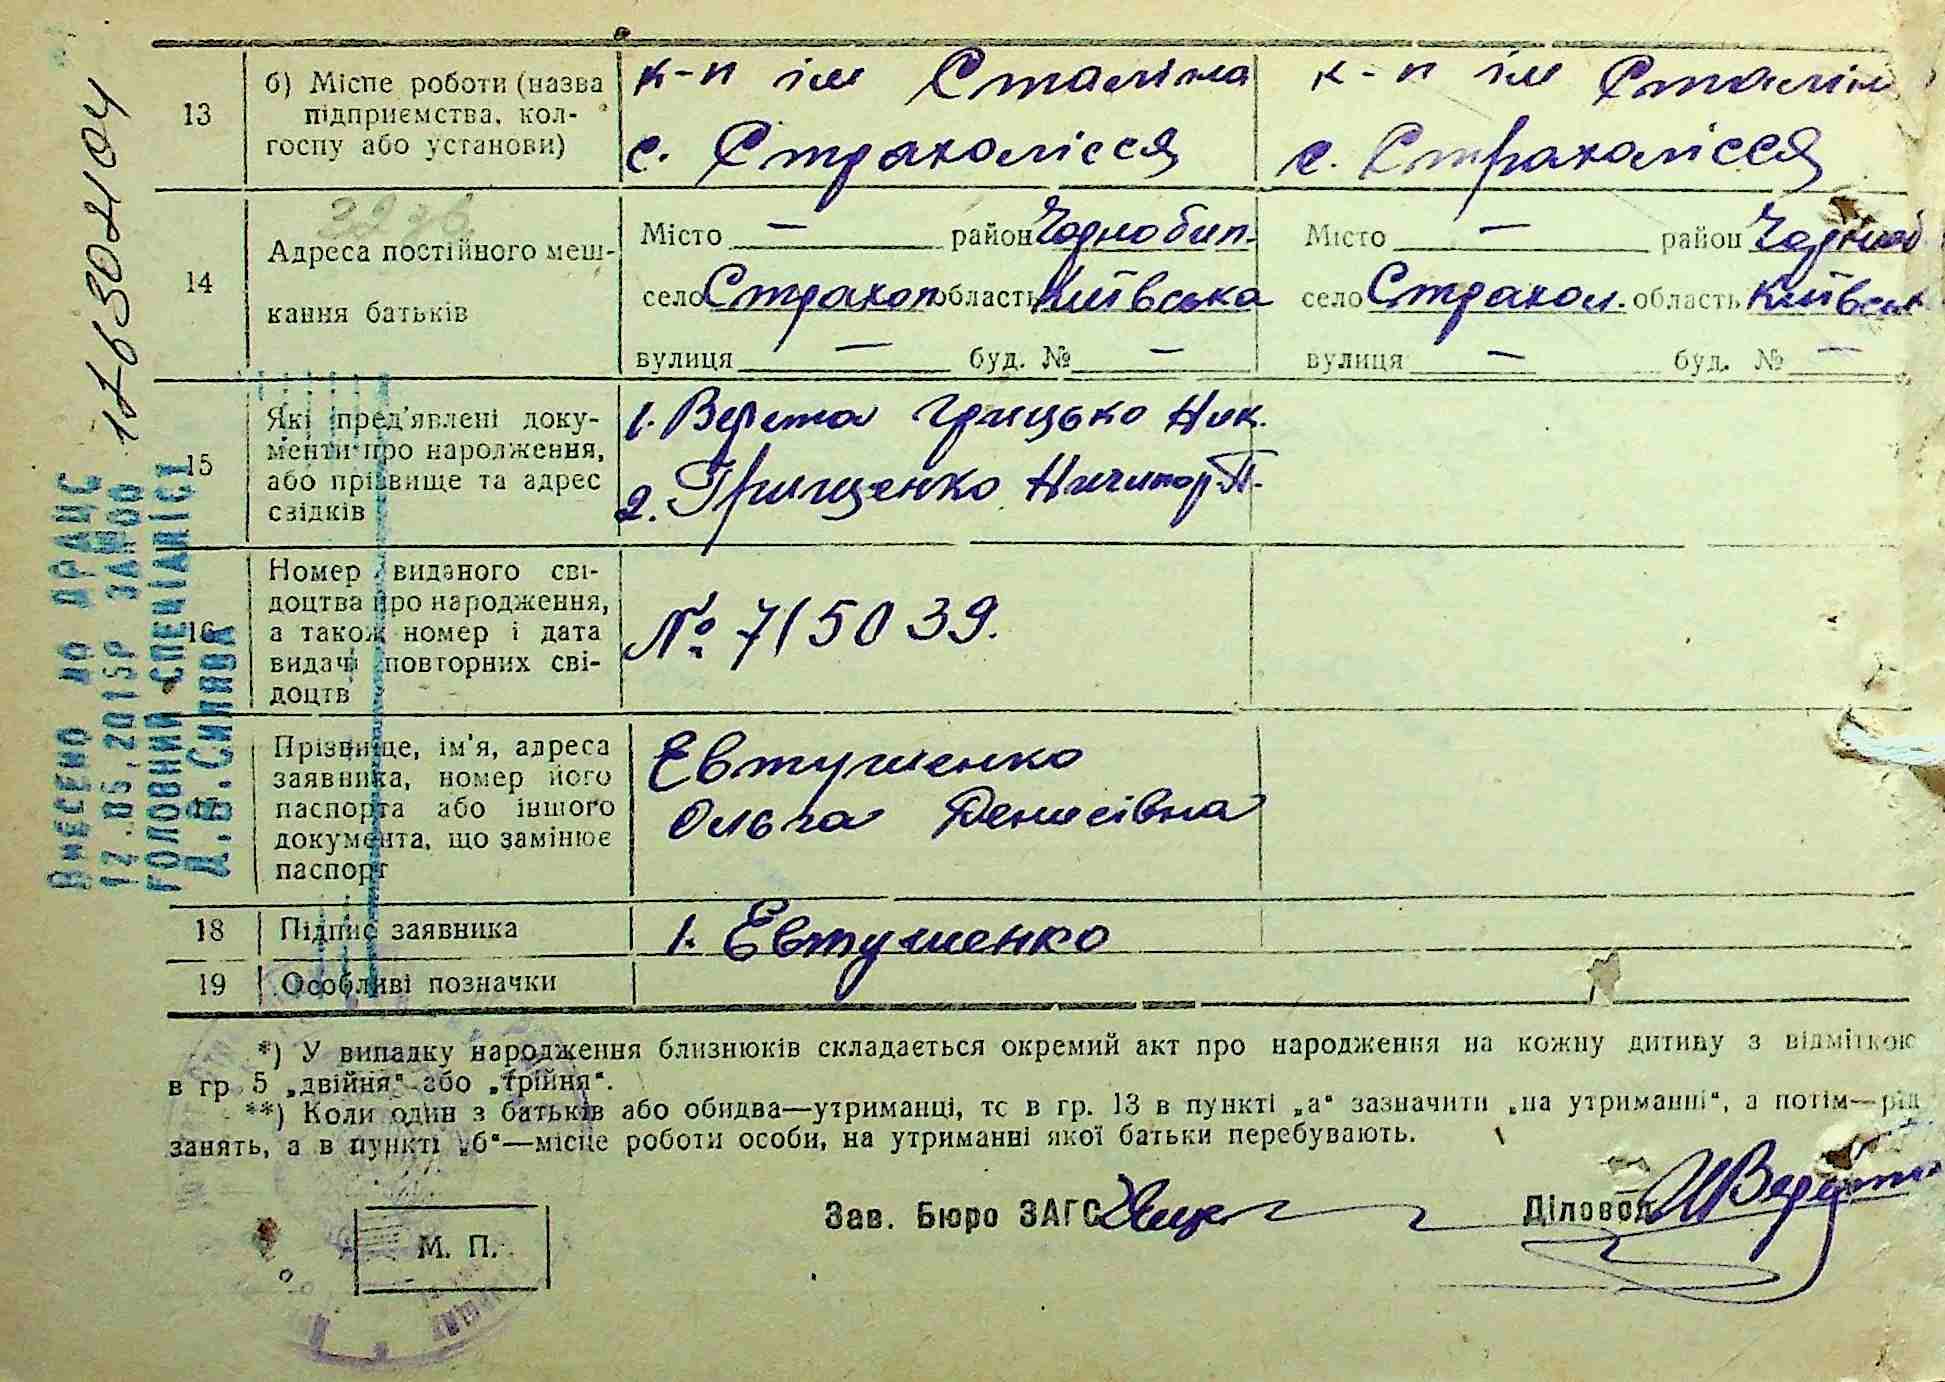 13
б) Місце роботи (назва
підприємства, кол-
госпу або установи)
к-п ім Сталіна
с. Страхолісся
к-п ім Сталіна
с. Страхолісся
14
Адреса постійного меш-
кання батьків
Місто — район Чорнобил.
село Страхол. область Київська
вулиця — буд. № —
Місто — район Чорноб
село Страхол. область Київськ
вулиця — буд. № —
15
Які пред'явлені доку-
менти про народження,
або прізвище та адрес
свідків
1. Верета Грицько Ник.
2. Грищенко Ничипор П.
16
Номер виданого сві-
доцтва про народження,
а також номер і дата
видачі повторних сві-
доцтв
№ 715039.
17
Прізвище, ім'я, адреса
заявника, номер його
паспорта або іншого
документа, що замінює
паспорт
Евтушенко
Ольга Денисівна
18
Підпис заявника
1. Евтушенко
19
Особливі позначки
*) У випадку народження близнюків складається окремий акт про народження на кожну дитину з відміткою
в гр 5 „двійня“ або „трійня“.
**) Коли один з батьків або обидва—утриманці, то в гр. 13 в пункті „а“ зазначити „на утриманні“, а потім—рід
занять, а в пункті „б“—місце роботи особи, на утриманні якої батьки перебувають.
Зав. Бюро ЗАГС
Діловод
М. П.
176302104
Внесено до ДРАЦС
12.06.2015р
ГОЛОВНИЙ СПЕЦІАЛІСТ